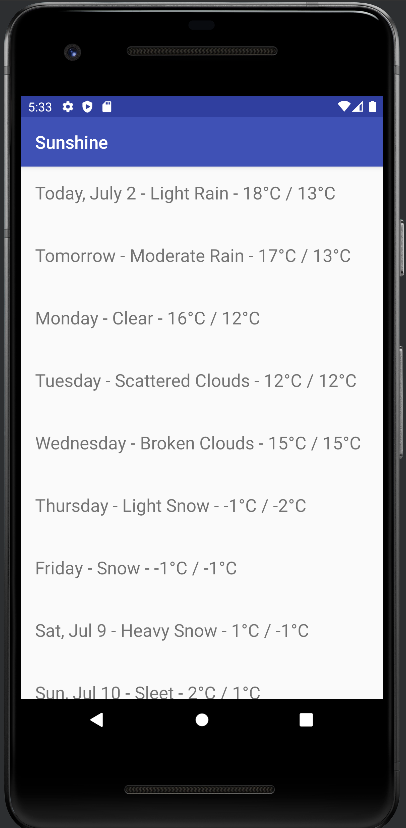 5:33
Sunshine
Today, July 2 - Light Rain - 18°C / 13°C
Tomorrow - Moderate Rain - 17°C / 13°C
Monday - Clear - 16°C / 12°C
Tuesday - Scattered Clouds - 12°C / 12°C
Wednesday - Broken Clouds - 15°C / 15°C
Thursday - Light Snow - -1°C / -2°C
Friday - Snow - -1°C / -1°C
Sat, Jul 9 - Heavy Snow - 1°C / -1°C
Sun, Jul 10 - Sleet - 2°C / 1°C